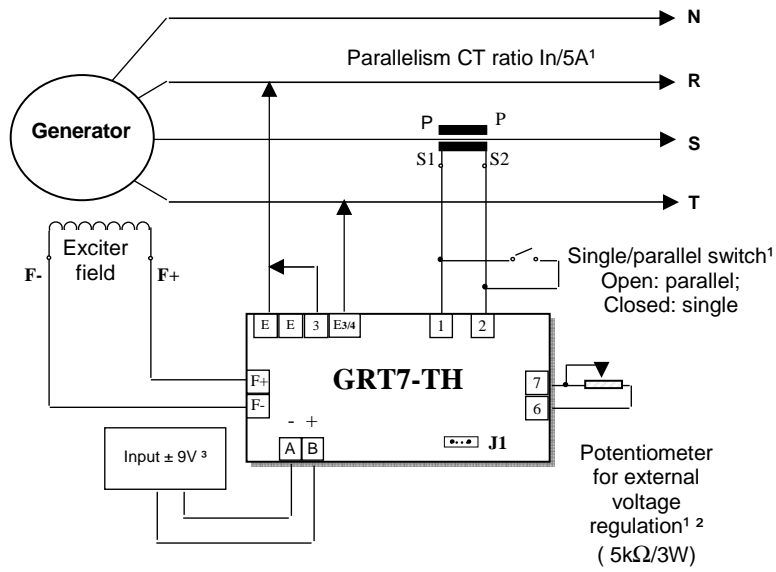 N
Parallelism CT ratio In/5A¹
R
Generator
P
P
S
S1
S2
T
Exciter
field
F-
F+
Single/parallel switch¹
Open: parallel;
Closed: single
E
E
3
E3/4
1
2
GRT7-TH
F+
F-
7
6
- +
A B
J1
Input ± 9V ³
Potentiometer
for external
voltage
regulation¹ ²
( 5kΩ/3W)